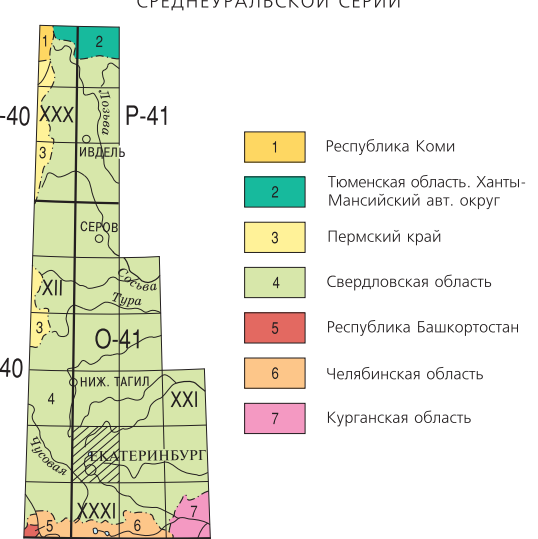 СРЕДНЕУРАЛЬСКОЙ СЕРИИ
1
2
-40
XXX
Лозьва
P-41
3
ИВДЕЛЬ
СЕРОВ
XII
Сосьва
Тура
3
O-41
40
НИЖ. ТАГИЛ
4
XXI
Чусовая
ЕКАТЕРИНБУРГ
XXXI
5
6
7
1 Республика Коми
2 Тюменская область. Ханты-
Мансийский авт. округ
3 Пермский край
4 Свердловская область
5 Республика Башкортостан
6 Челябинская область
7 Курганская область